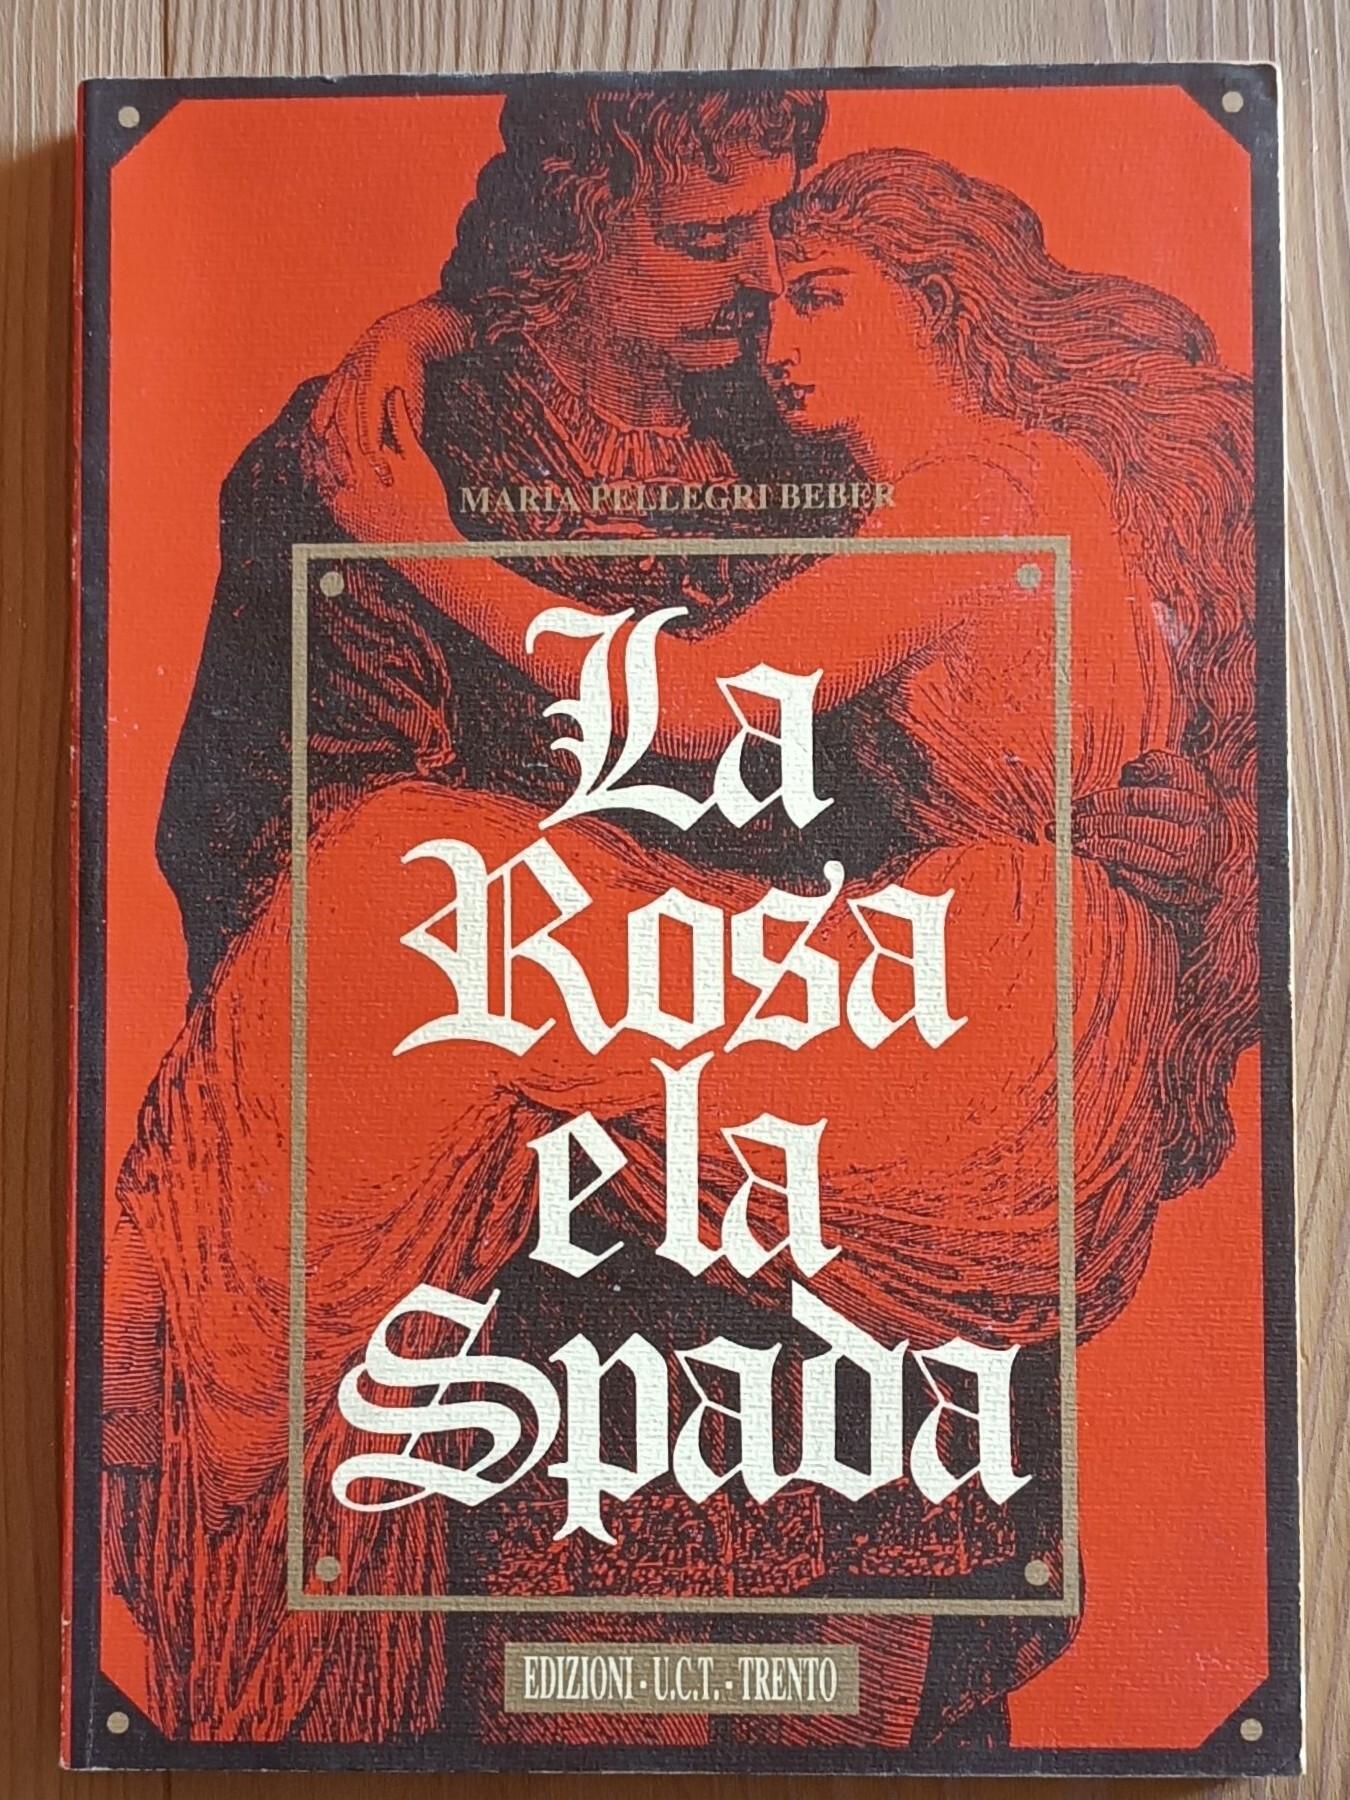 MARIA PELLEGRI BEBER
La
Rosa
e la
Spada
EDIZIONI · U.C.T. · TRENTO